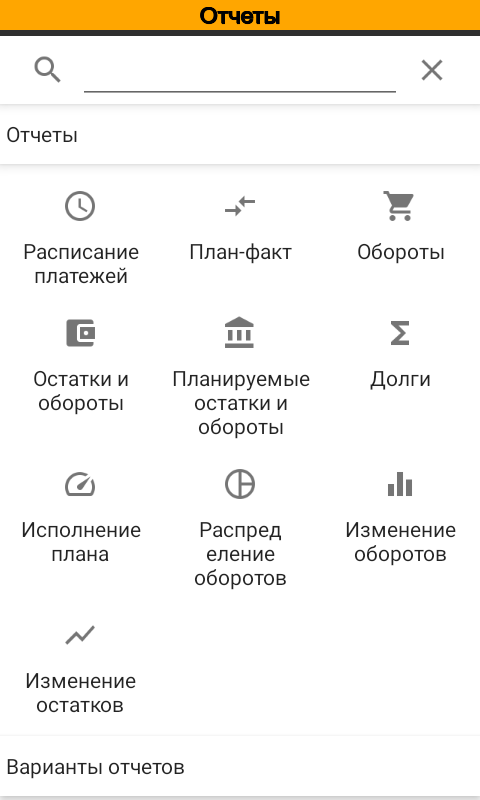 Отчеты
Отчеты
Расписание
платежей
План-факт
Обороты
Остатки и
обороты
Планируемые
остатки и
обороты
Долги
Исполнение
плана
Распред
еление
оборотов
Изменение
оборотов
Изменение
остатков
Варианты отчетов